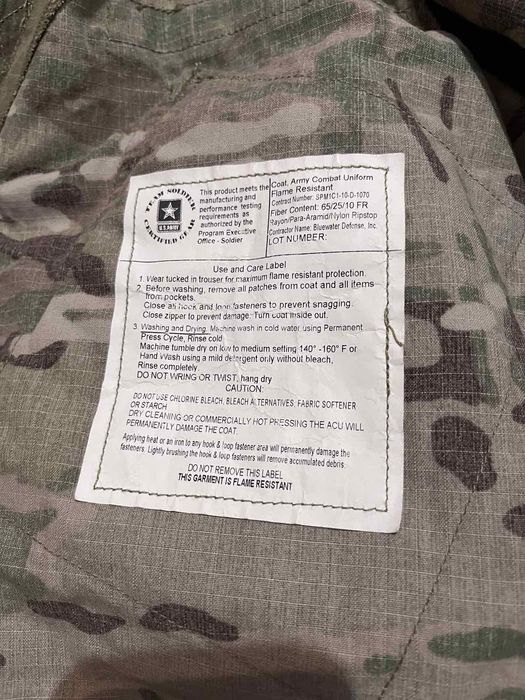 TEAM SOLDIER
CERTIFIED GEAR
U.S. ARMY
This product meets the
manufacturing and
performance testing
requirements as
authorized by the
Program Executive
Office - Soldier
Coat, Army Combat Uniform
Flame Resistant
Contract Number: SPM1C1-10-D-1070
Fiber Content: 65/25/10 FR
Rayon/Para-Aramid/Nylon Ripstop
Contractor Name: Bluewater Defense, Inc.
LOT NUMBER:
Use and Care Label
1. Wear tucked in trouser for maximum flame resistant protection.
2. Before washing, remove all patches from coat and all items
from pockets.
Close all hook and loop fasteners to prevent snagging.
Close zipper to prevent damage. Turn coat inside out.
3. Washing and Drying. Machine wash in cold water using Permanent
Press Cycle, Rinse cold.
Machine tumble dry on low to medium setting 140° -160° F or
Hand Wash using a mild detergent only without bleach,
Rinse completely.
DO NOT WRING OR TWIST, hang dry
CAUTION:
DO NOT USE CHLORINE BLEACH, BLEACH ALTERNATIVES, FABRIC SOFTENER
OR STARCH
DRY CLEANING OR COMMERCIALLY HOT PRESSING THE ACU WILL
PERMANENTLY DAMAGE THE COAT.
Applying heat or an iron to any hook & loop fastener area will permanently damage the
fasteners. Lightly brushing the hook & loop fasteners will remove accumulated debris.
DO NOT REMOVE THIS LABEL
THIS GARMENT IS FLAME RESISTANT